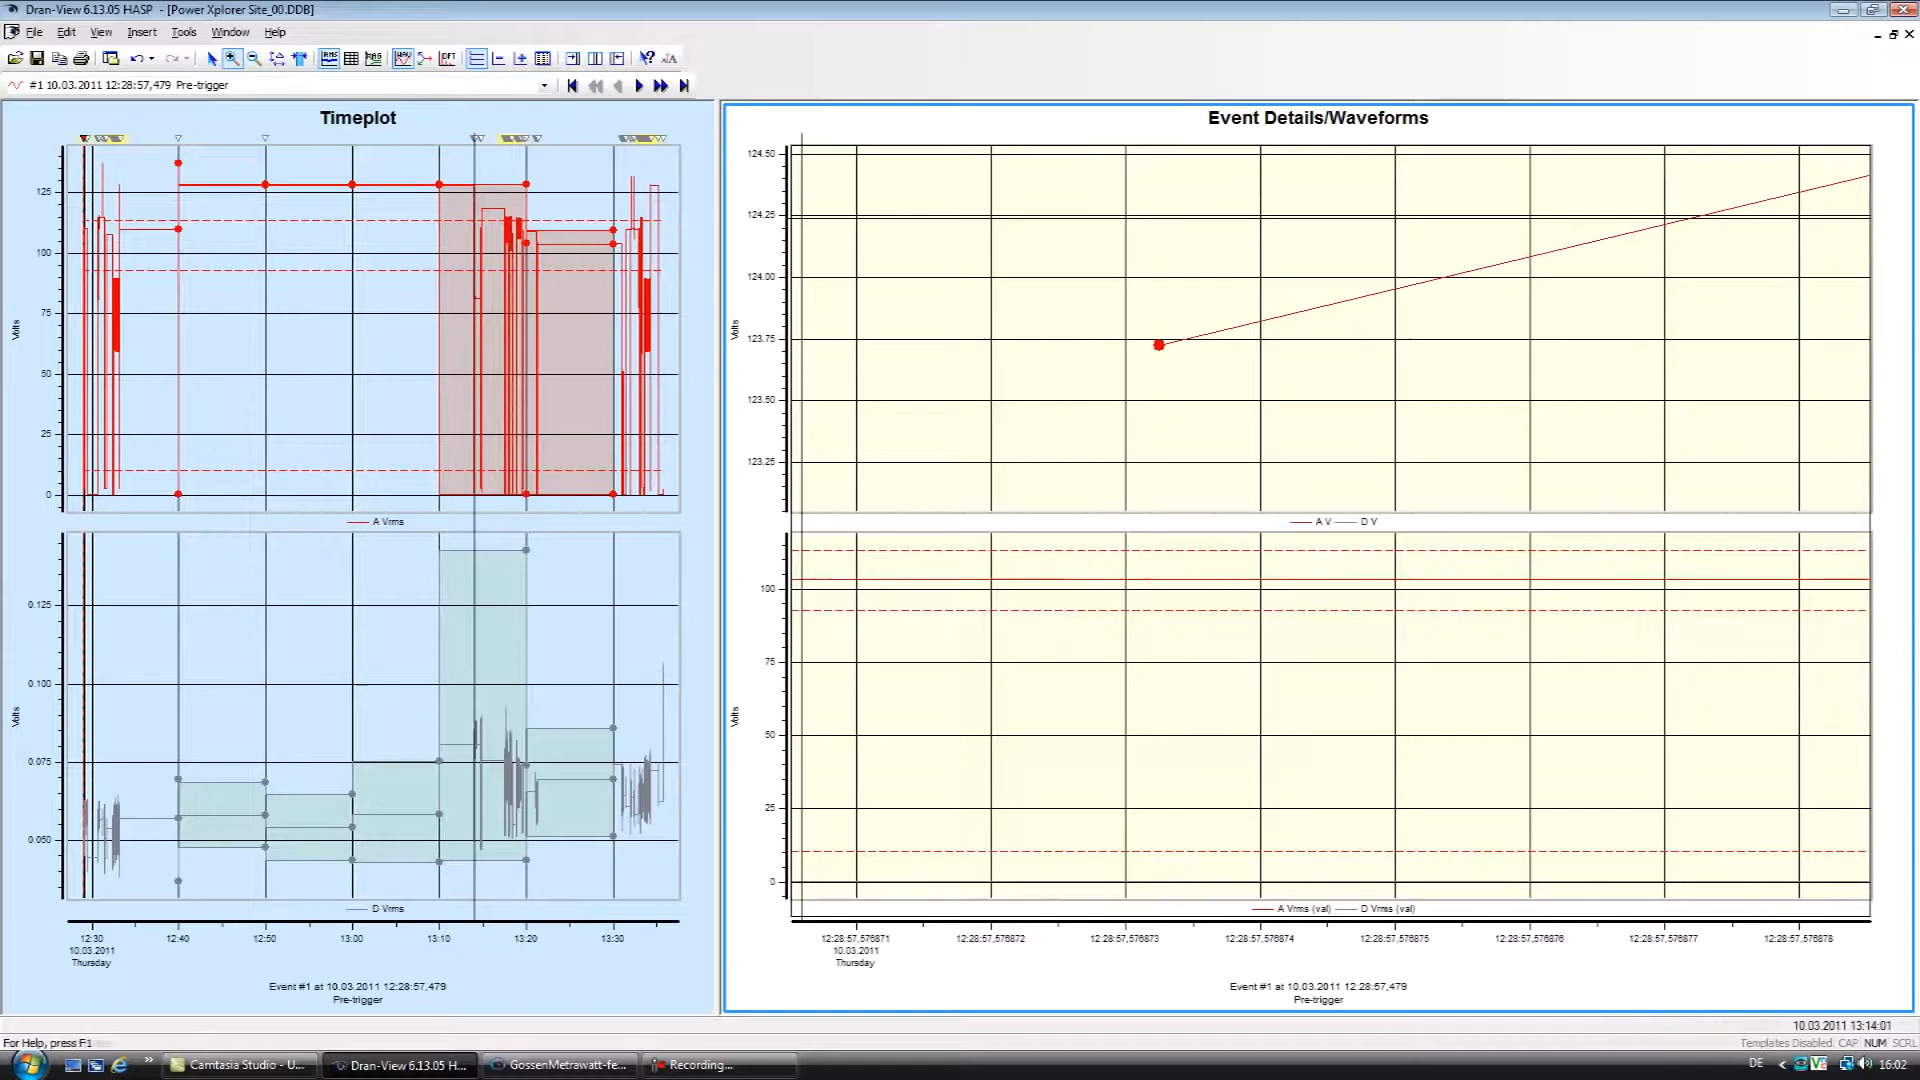 Dran-View 6.13.05 HASP - [Power Xplorer Site_00.DDB]
File Edit View Insert Tools Window Help
#1 10.03.2011 12:28:57,479 Pre-trigger
Timeplot
125
100
75
50
25
0
Volts
A Vrms
0.125
0.100
0.075
0.050
Volts
D Vrms
12:30 12:40 12:50 13:00 13:10 13:20 13:30
10.03.2011
Thursday
Event #1 at 10.03.2011 12:28:57,479
Pre-trigger
Event Details/Waveforms
124.50
124.25
124.00
123.75
123.50
123.25
Volts
A V D V
100
75
50
25
0
Volts
A Vrms (val) D Vrms (val)
12:28:57,576871 12:28:57,576872 12:28:57,576873 12:28:57,576874 12:28:57,576875 12:28:57,576876 12:28:57,576877 12:28:57,576878
10.03.2011
Thursday
Event #1 at 10.03.2011 12:28:57,479
Pre-trigger
10.03.2011 13:14:01
For Help, press F1
Templates Disabled CAP NUM SCRL
Camtasia Studio - U... Dran-View 6.13.05 H... GossenMetrawatt-fe... Recording... DE 16:02